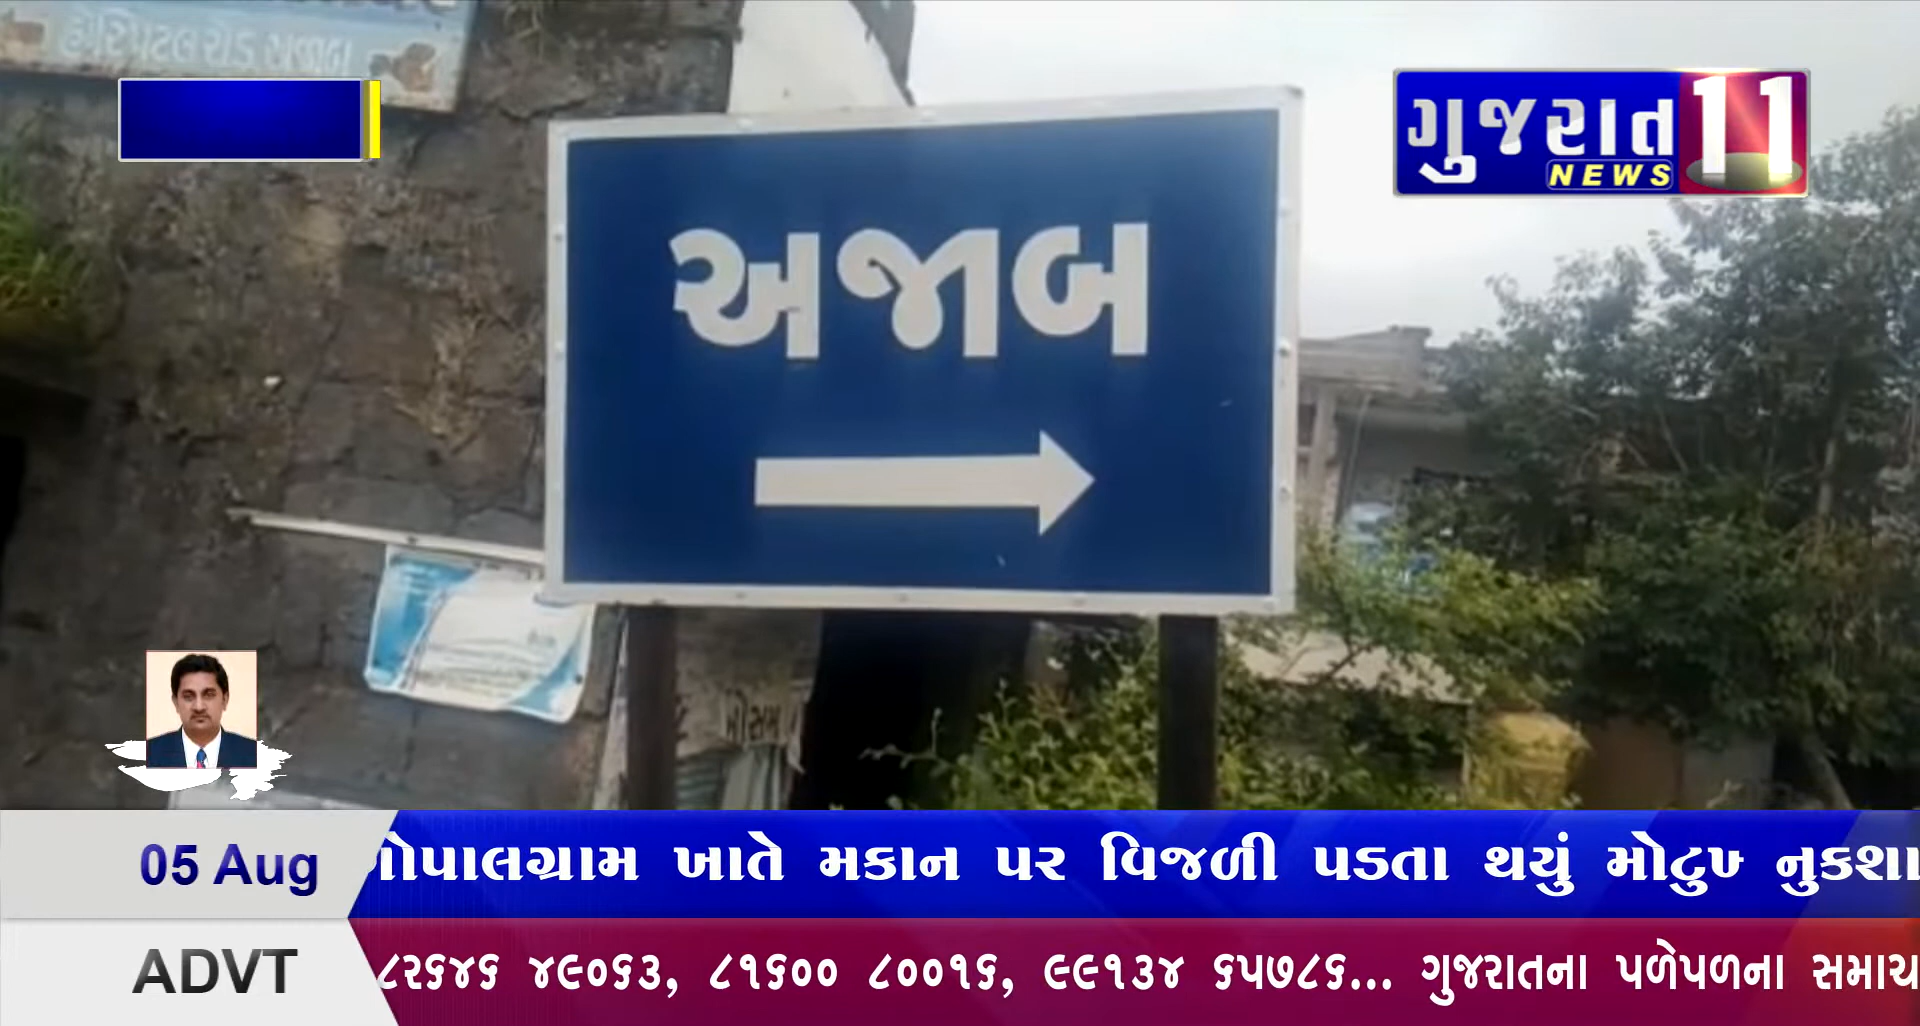 ગુજરાત 11
NEWS
અજાબ
મોસમ
05 Aug ગોપાલગ્રામ ખાતે મકાન પર વિજળી પડતા થયું મોટુખ નુકશા
ADVT ૮૨૬૪૬ ૪૯૦૬૩, ૮૧૬૦૦ ૮૦૦૧૬, ૯૯૧૩૪ ૬૫૭૮૬... ગુજરાતના પળેપળના સમાચ